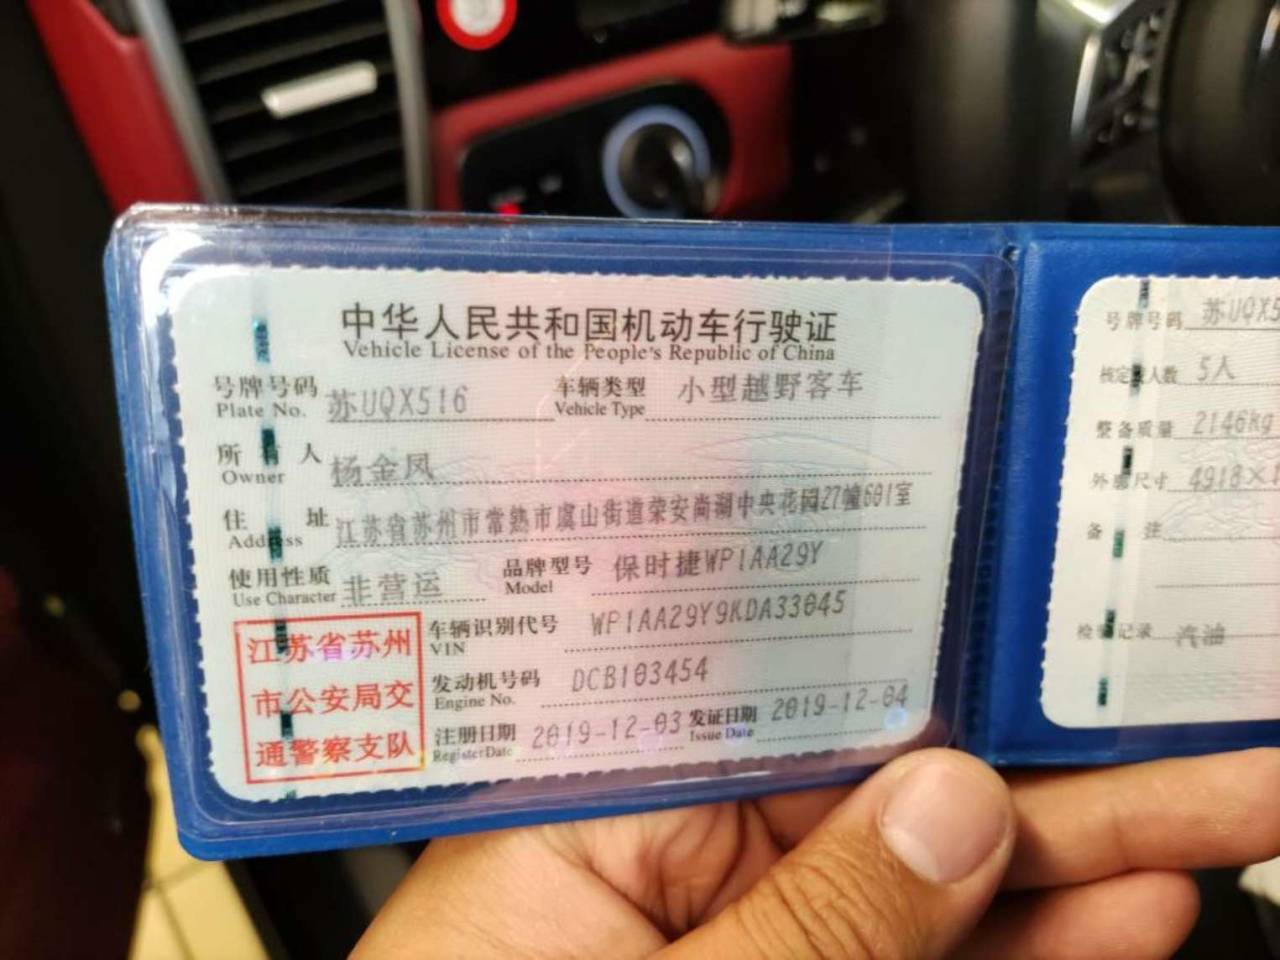 中华人民共和国机动车行驶证
Vehicle License of the People's Republic of China
号牌号码 苏UQX516 车辆类型 小型越野客车
Plate No. Vehicle Type
所有人 杨金凤
Owner
住址 江苏省苏州市常熟市虞山街道荣安尚湖中央花园27幢601室
Address
使用性质 非营运 品牌型号 保时捷WP1AA29Y
Use Character Model
江苏省苏州
市公安局交
通警察支队
车辆识别代号 WP1AA29Y9KDA33045
VIN
发动机号码 DCB103454
Engine No.
注册日期 2019-12-03 发证日期 2019-12-04
Register Date Issue Date
号牌号码 苏UQX5
核定载人数 5人
整备质量 2146kg
外廓尺寸 4918×1
备注
检验记录 汽油